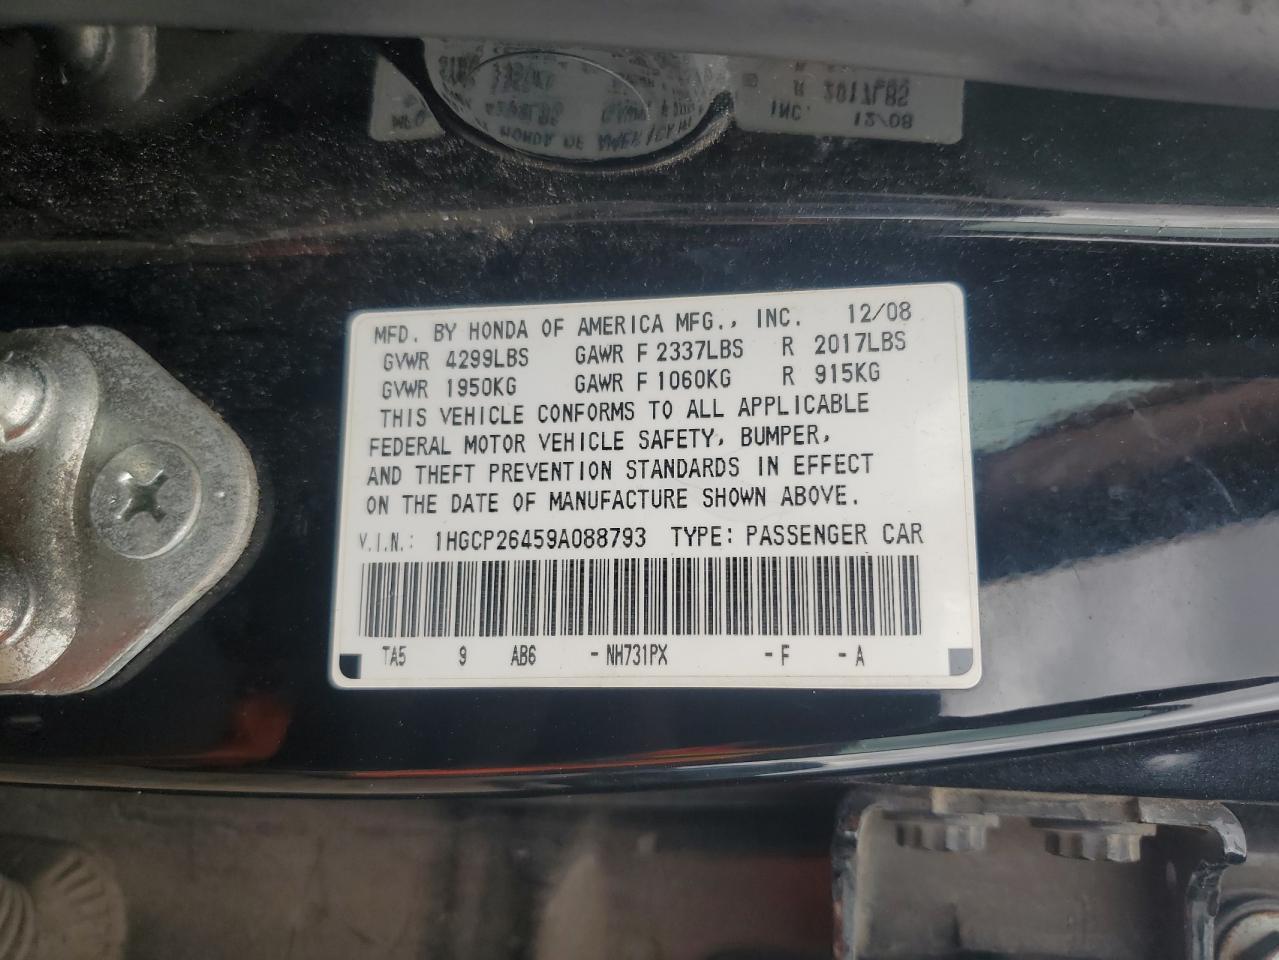 MFD. BY HONDA OF AMERICA MFG., INC. 12/08
GVWR 4299LBS GAWR F 2337LBS R 2017LBS
GVWR 1950KG GAWR F 1060KG R 915KG
THIS VEHICLE CONFORMS TO ALL APPLICABLE
FEDERAL MOTOR VEHICLE SAFETY, BUMPER,
AND THEFT PREVENTION STANDARDS IN EFFECT
ON THE DATE OF MANUFACTURE SHOWN ABOVE.
V.I.N.: 1HGCP26459A088793 TYPE: PASSENGER CAR
TA5 9 AB6 -NH731PX -F -A